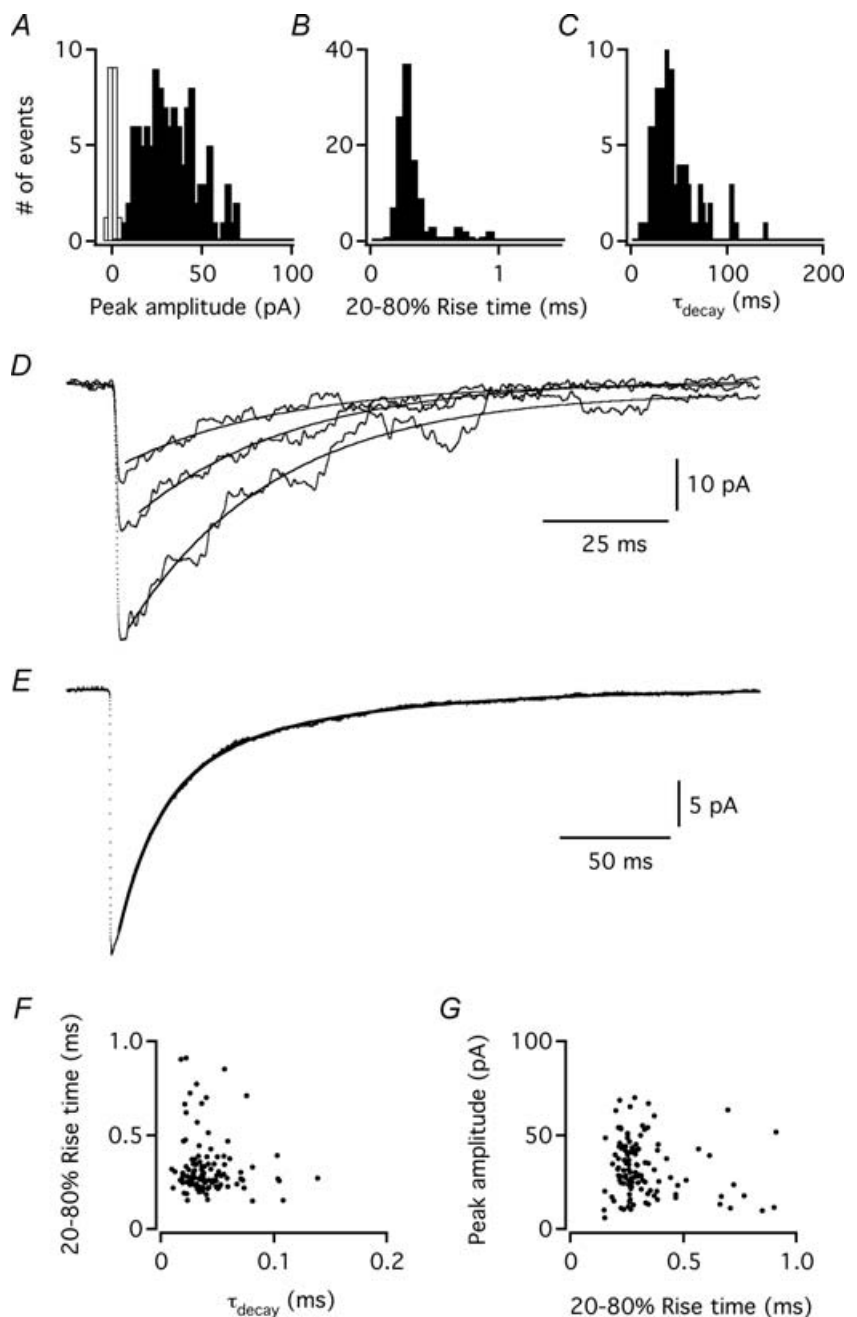 A
B
C
10
5
0
# of events
0
50
100
Peak amplitude (pA)
40
20
0
0
1
20-80% Rise time (ms)
10
5
0
0
100
200
τdecay (ms)
D
10 pA
25 ms
E
5 pA
50 ms
F
1.0
0.5
0
20-80% Rise time (ms)
0
0.1
0.2
τdecay (ms)
G
100
50
0
Peak amplitude (pA)
0
0.5
1.0
20-80% Rise time (ms)